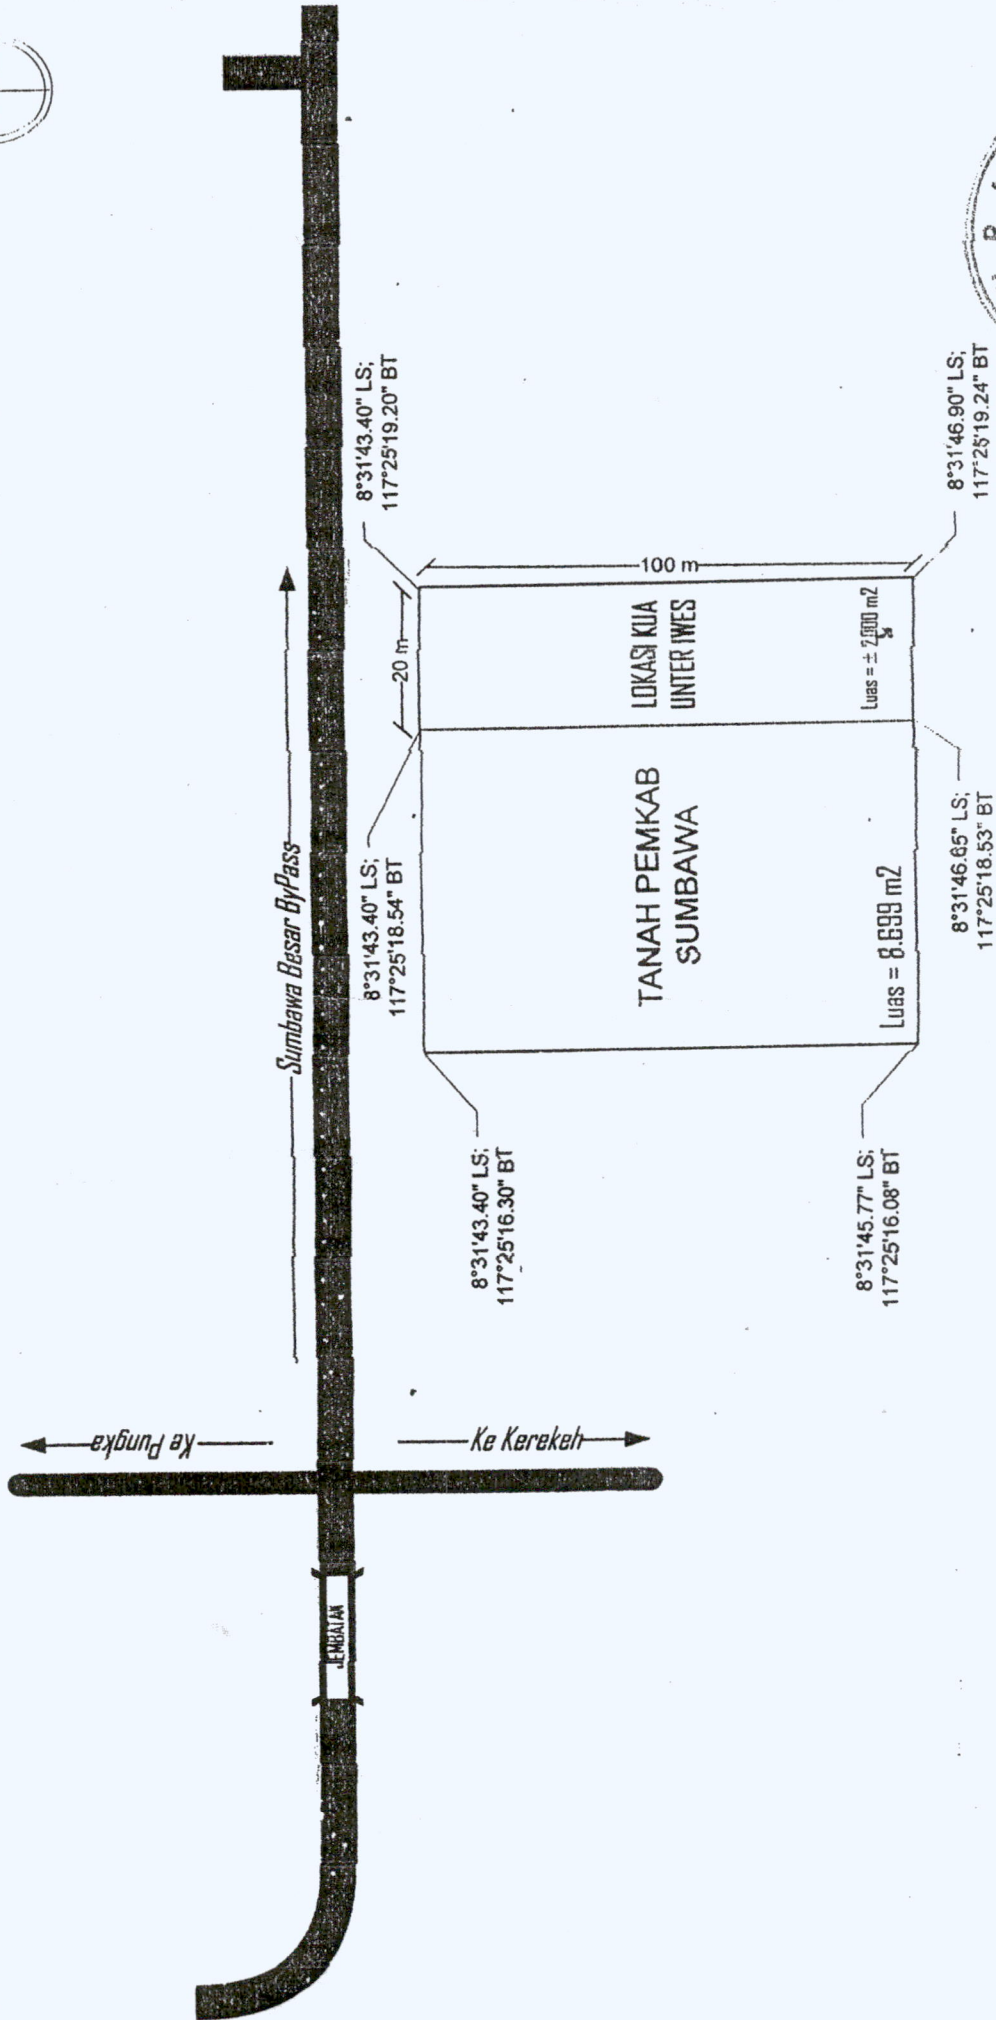 Ke Pungka
Sumbawa Besar ByPass
Ke Kerekeh
JEMBATAN
8°31'43.40" LS;
117°25'16.30" BT
8°31'43.40" LS;
117°25'18.54" BT
8°31'43.40" LS;
117°25'19.20" BT
20 m
100 m
TANAH PEMKAB
SUMBAWA
Luas = 8.699 m2
LOKASI KUA
UNTER IWES
Luas = ± 2.000 m2
8°31'45.77" LS;
117°25'16.08" BT
8°31'46.65" LS;
117°25'18.53" BT
8°31'46.90" LS;
117°25'19.24" BT